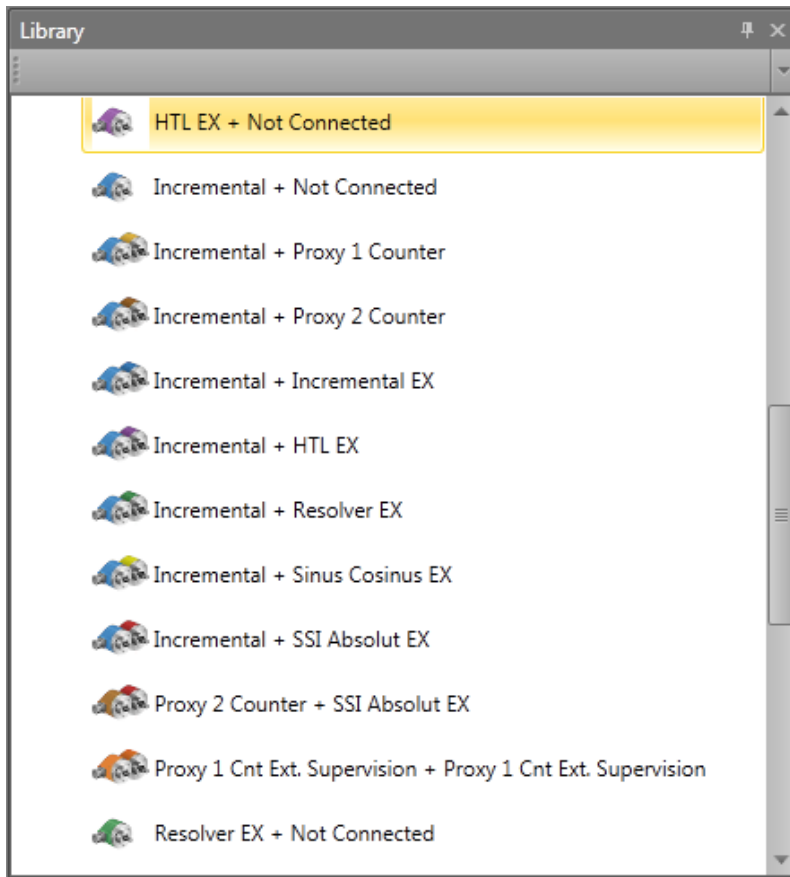 Library
HTL EX + Not Connected
Incremental + Not Connected
Incremental + Proxy 1 Counter
Incremental + Proxy 2 Counter
Incremental + Incremental EX
Incremental + HTL EX
Incremental + Resolver EX
Incremental + Sinus Cosinus EX
Incremental + SSI Absolut EX
Proxy 2 Counter + SSI Absolut EX
Proxy 1 Cnt Ext. Supervision + Proxy 1 Cnt Ext. Supervision
Resolver EX + Not Connected